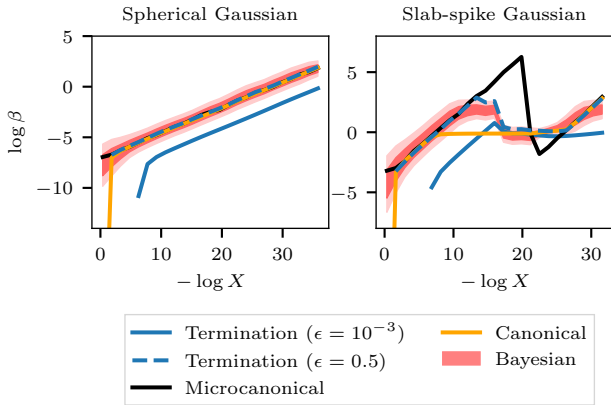 Spherical Gaussian
Slab-spike Gaussian
log β
5
0
−5
−10
0
10
20
30
− log X
5
0
−5
0
10
20
30
− log X
Termination (ϵ = 10⁻³)
Termination (ϵ = 0.5)
Microcanonical
Canonical
Bayesian